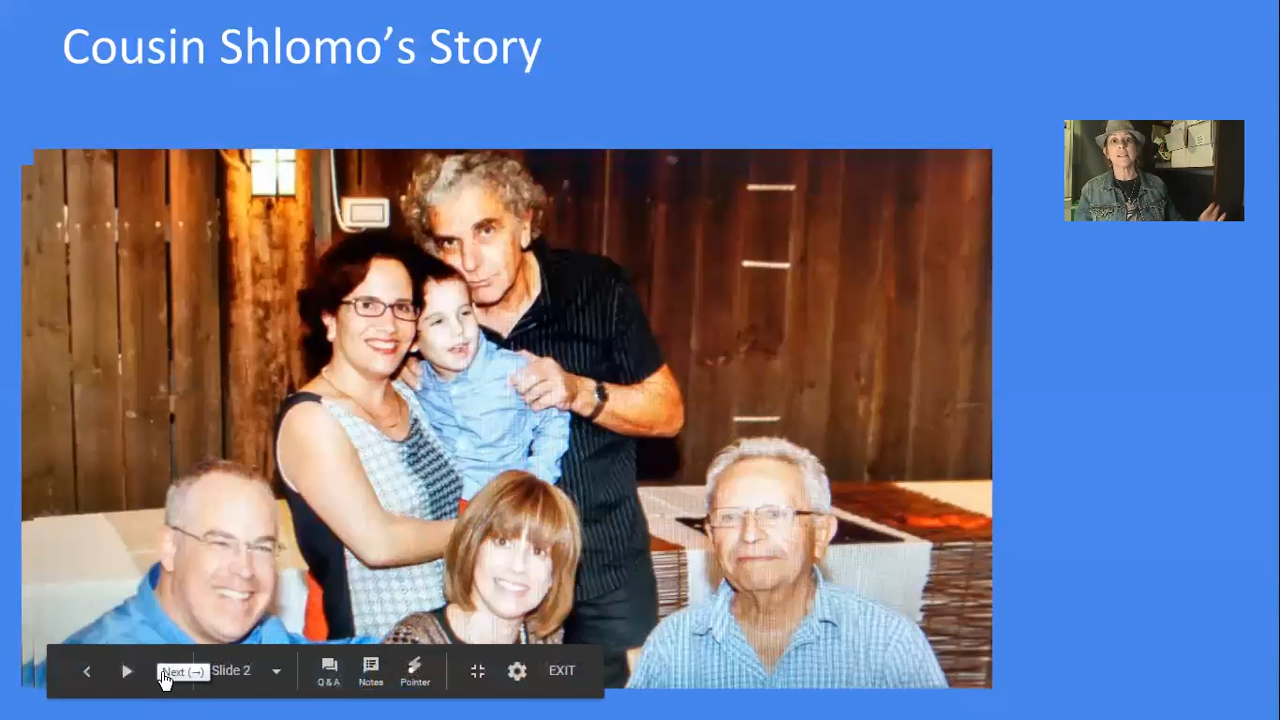 Cousin Shlomo’s Story
Next (→)
Slide 2
Q & A
Notes
Pointer
EXIT